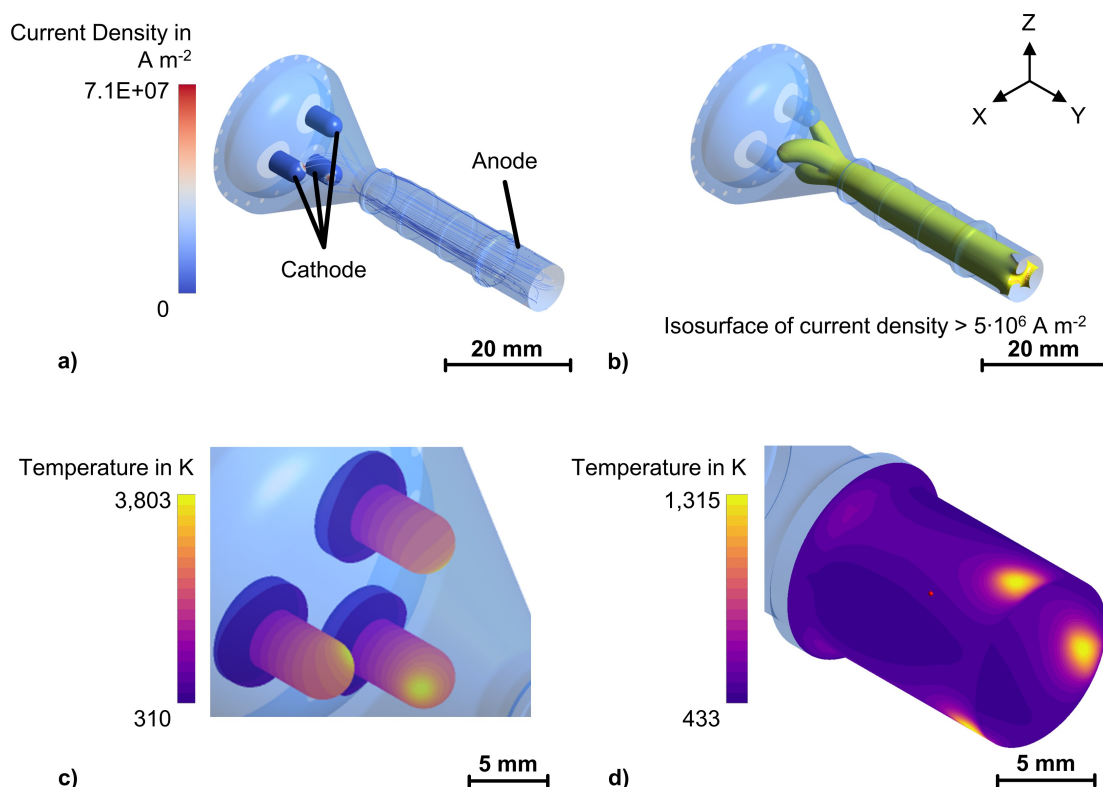 Current Density in
A m⁻²
7.1E+07
0
Cathode
Anode
20 mm
a)
Z
X
Y
Isosurface of current density > 5·10⁶ A m⁻²
20 mm
b)
Temperature in K
3,803
310
5 mm
c)
Temperature in K
1,315
433
5 mm
d)